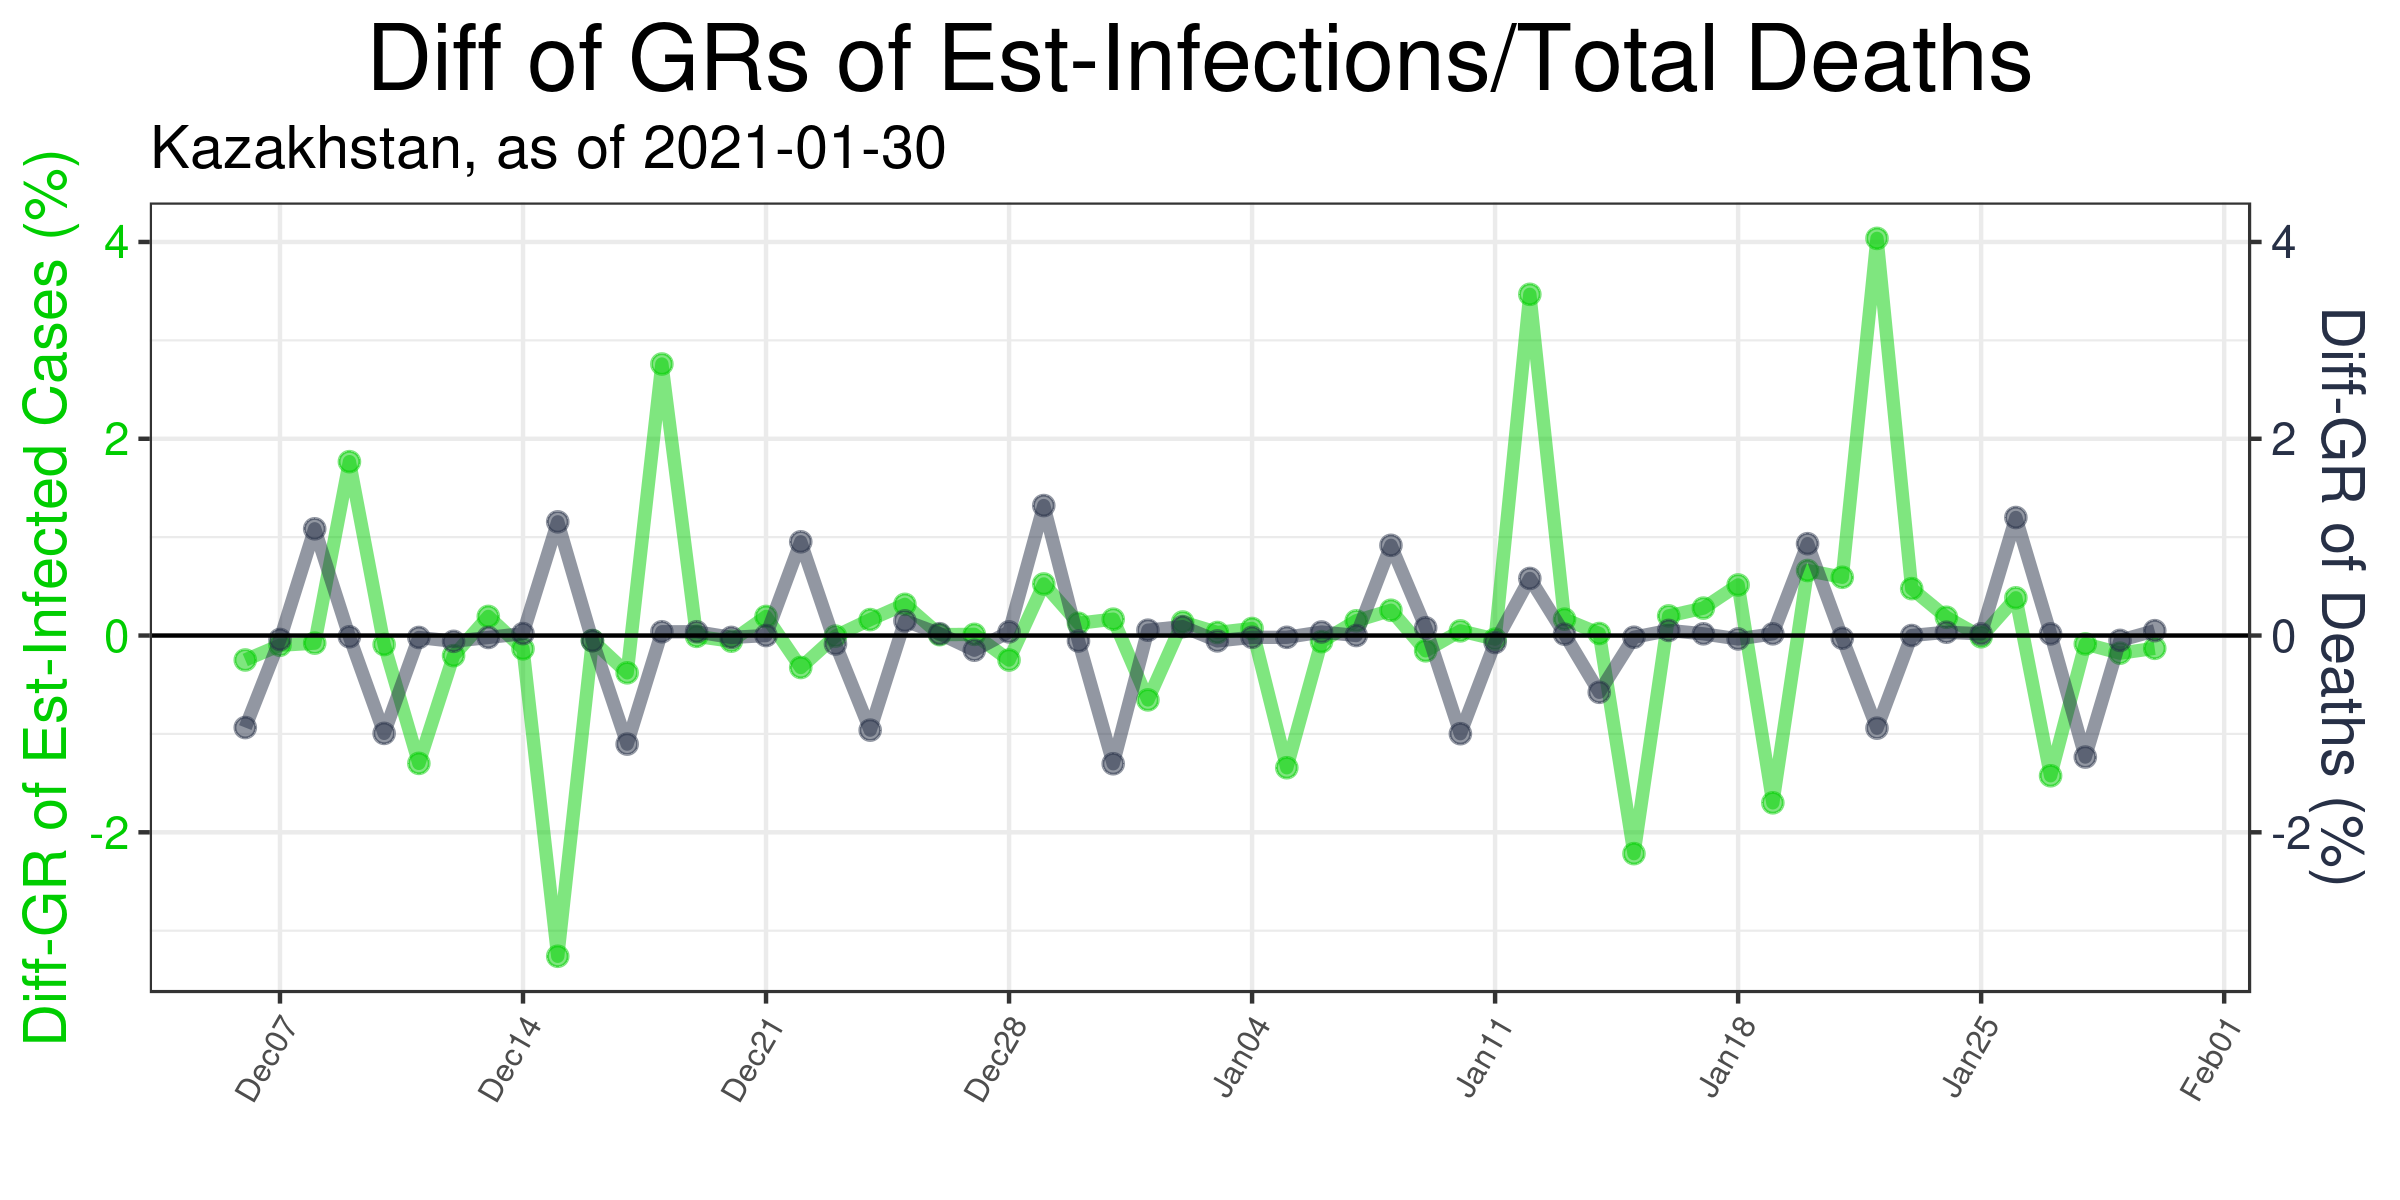 Diff of GRs of Est-Infections/Total Deaths
Kazakhstan, as of 2021-01-30
Diff-GR of Est-Infected Cases (%)
4
2
0
-2
4
2
0
-2
Diff-GR of Deaths (%)
Dec07
Dec14
Dec21
Dec28
Jan04
Jan11
Jan18
Jan25
Feb01